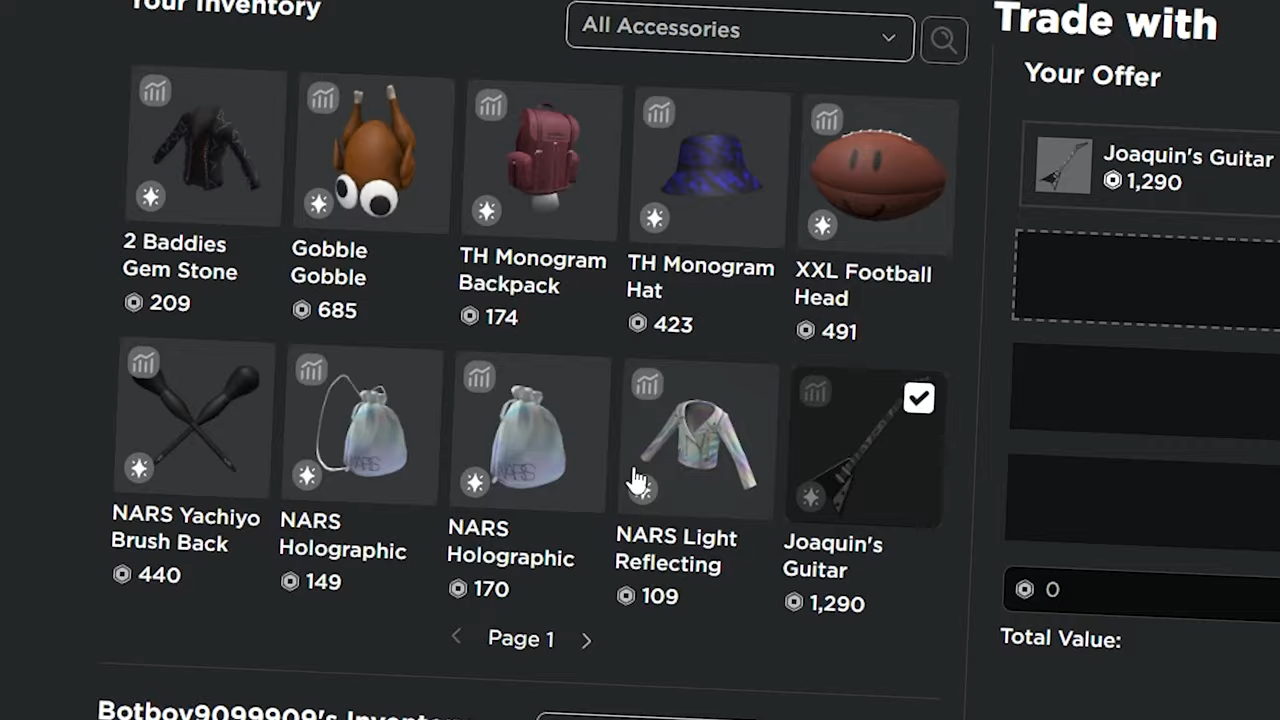 Your Inventory
All Accessories
Trade with
Your Offer
Joaquin's Guitar
1,290
2 Baddies
Gem Stone
209
Gobble
Gobble
685
TH Monogram
Backpack
174
TH Monogram
Hat
423
XXL Football
Head
491
NARS Yachiyo
Brush Back
440
NARS
Holographic
149
NARS
Holographic
170
NARS Light
Reflecting
109
Joaquin's
Guitar
1,290
0
Total Value:
Page 1
Botboy9099909's Inventory